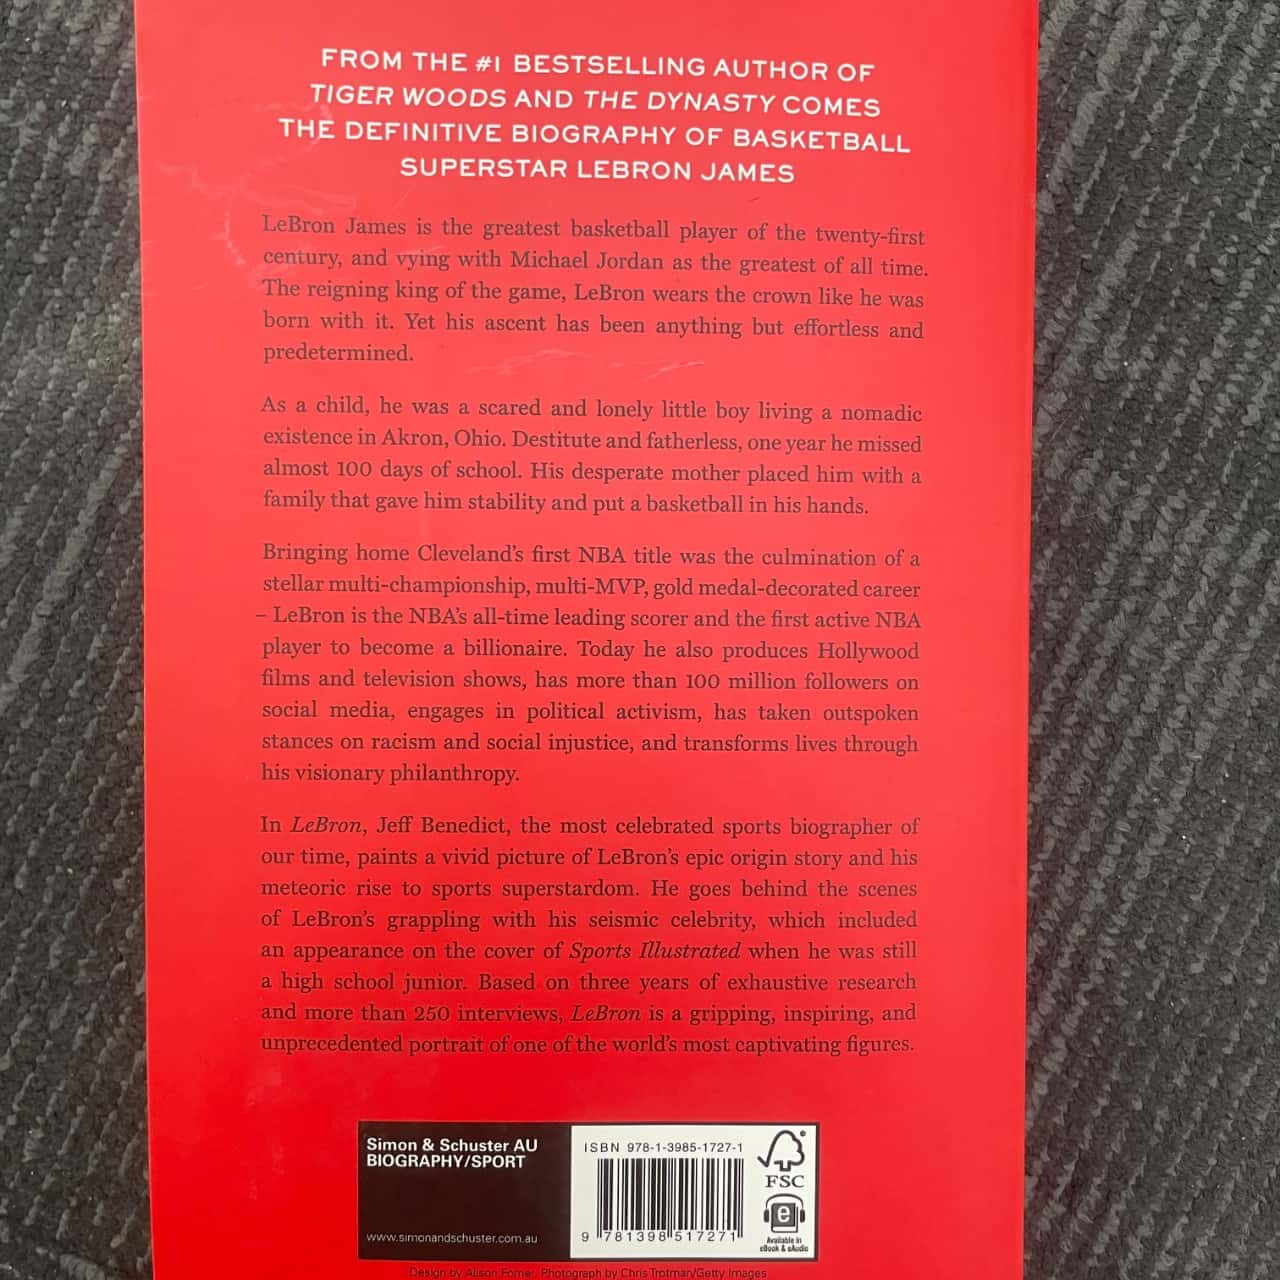 FROM THE #1 BESTSELLING AUTHOR OF
TIGER WOODS AND THE DYNASTY COMES
THE DEFINITIVE BIOGRAPHY OF BASKETBALL
SUPERSTAR LEBRON JAMES
LeBron James is the greatest basketball player of the twenty-first
century, and vying with Michael Jordan as the greatest of all time.
The reigning king of the game, LeBron wears the crown like he was
born with it. Yet his ascent has been anything but effortless and
predetermined.
As a child, he was a scared and lonely little boy living a nomadic
existence in Akron, Ohio. Destitute and fatherless, one year he missed
almost 100 days of school. His desperate mother placed him with a
family that gave him stability and put a basketball in his hands.
Bringing home Cleveland's first NBA title was the culmination of a
stellar multi-championship, multi-MVP, gold medal-decorated career
– LeBron is the NBA's all-time leading scorer and the first active NBA
player to become a billionaire. Today he also produces Hollywood
films and television shows, has more than 100 million followers on
social media, engages in political activism, has taken outspoken
stances on racism and social injustice, and transforms lives through
his visionary philanthropy.
In LeBron, Jeff Benedict, the most celebrated sports biographer of
our time, paints a vivid picture of LeBron's epic origin story and his
meteoric rise to sports superstardom. He goes behind the scenes
of LeBron's grappling with his seismic celebrity, which included
an appearance on the cover of Sports Illustrated when he was still
a high school junior. Based on three years of exhaustive research
and more than 250 interviews, LeBron is a gripping, inspiring, and
unprecedented portrait of one of the world's most captivating figures.
Simon & Schuster AU
BIOGRAPHY/SPORT
www.simonandschuster.com.au
ISBN 978-1-3985-1727-1
9 781398 517271
FSC
e
Available in
eBook & eAudio
Design by Alison Forner. Photograph by Chris Trotman/Getty Images